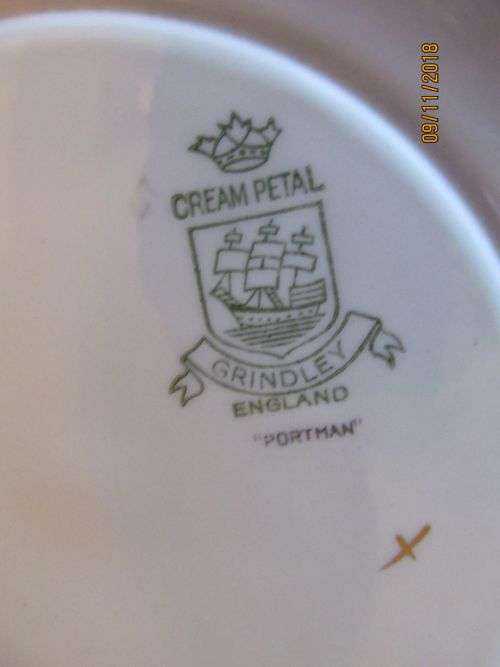 CREAM PETAL
GRINDLEY
ENGLAND
"PORTMAN"
09/11/2018